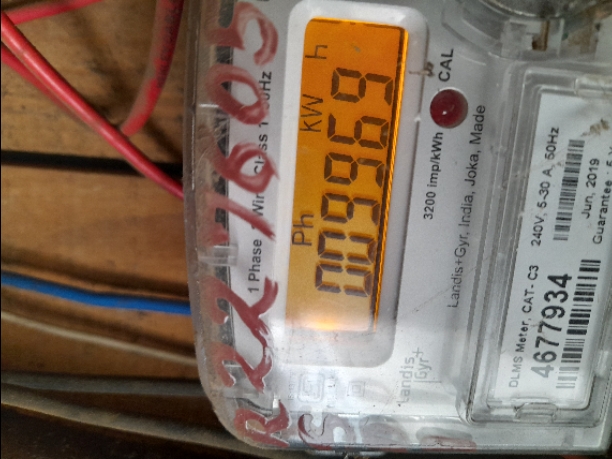 1 Phase
Ph kW h
009969
Landis
Gyr+
3200 imp/kWh CAL
Landis+Gyr, India, Joka, Made
DLMS Meter, CAT- C3 240V, 5-30 A, 50Hz
4677934
Jun, 2019
Guarantee